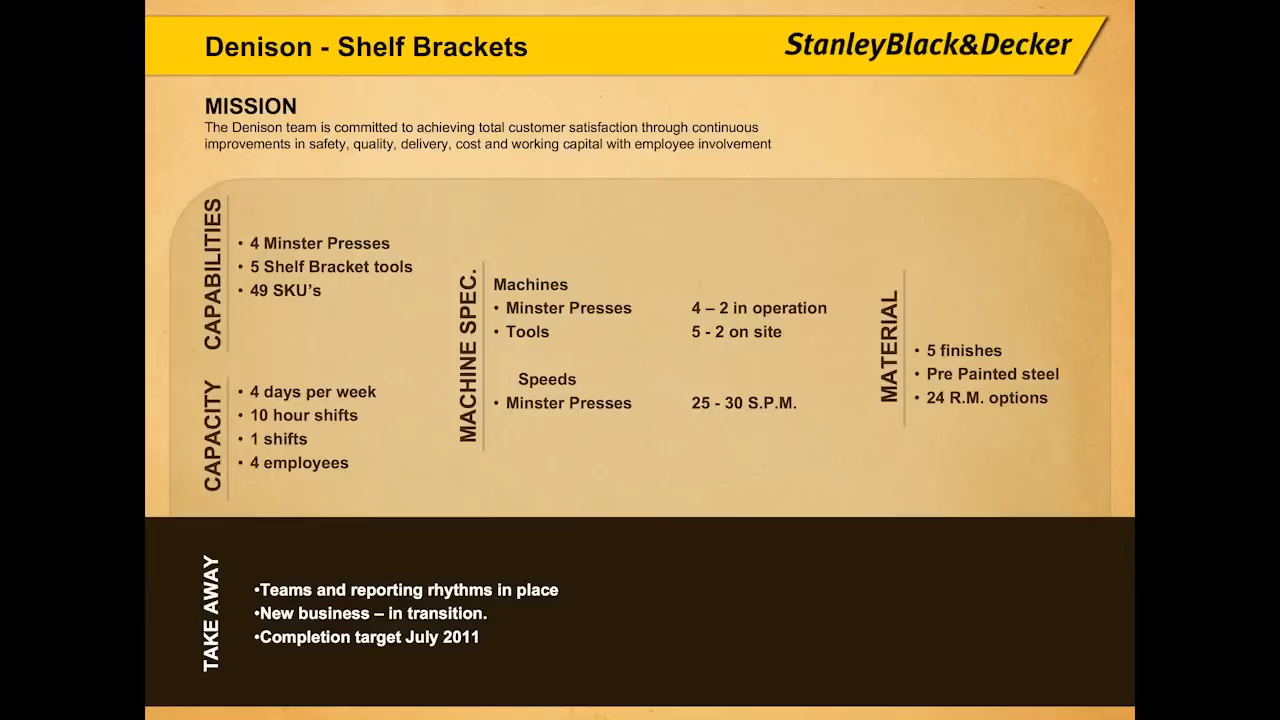 Denison - Shelf Brackets
StanleyBlack&Decker
MISSION
The Denison team is committed to achieving total customer satisfaction through continuous
improvements in safety, quality, delivery, cost and working capital with employee involvement
CAPABILITIES
• 4 Minster Presses
• 5 Shelf Bracket tools
• 49 SKU's
CAPACITY
• 4 days per week
• 10 hour shifts
• 1 shifts
• 4 employees
MACHINE SPEC.
Machines
• Minster Presses 4 – 2 in operation
• Tools 5 - 2 on site
Speeds
• Minster Presses 25 - 30 S.P.M.
MATERIAL
• 5 finishes
• Pre Painted steel
• 24 R.M. options
TAKE AWAY
•Teams and reporting rhythms in place
•New business – in transition.
•Completion target July 2011